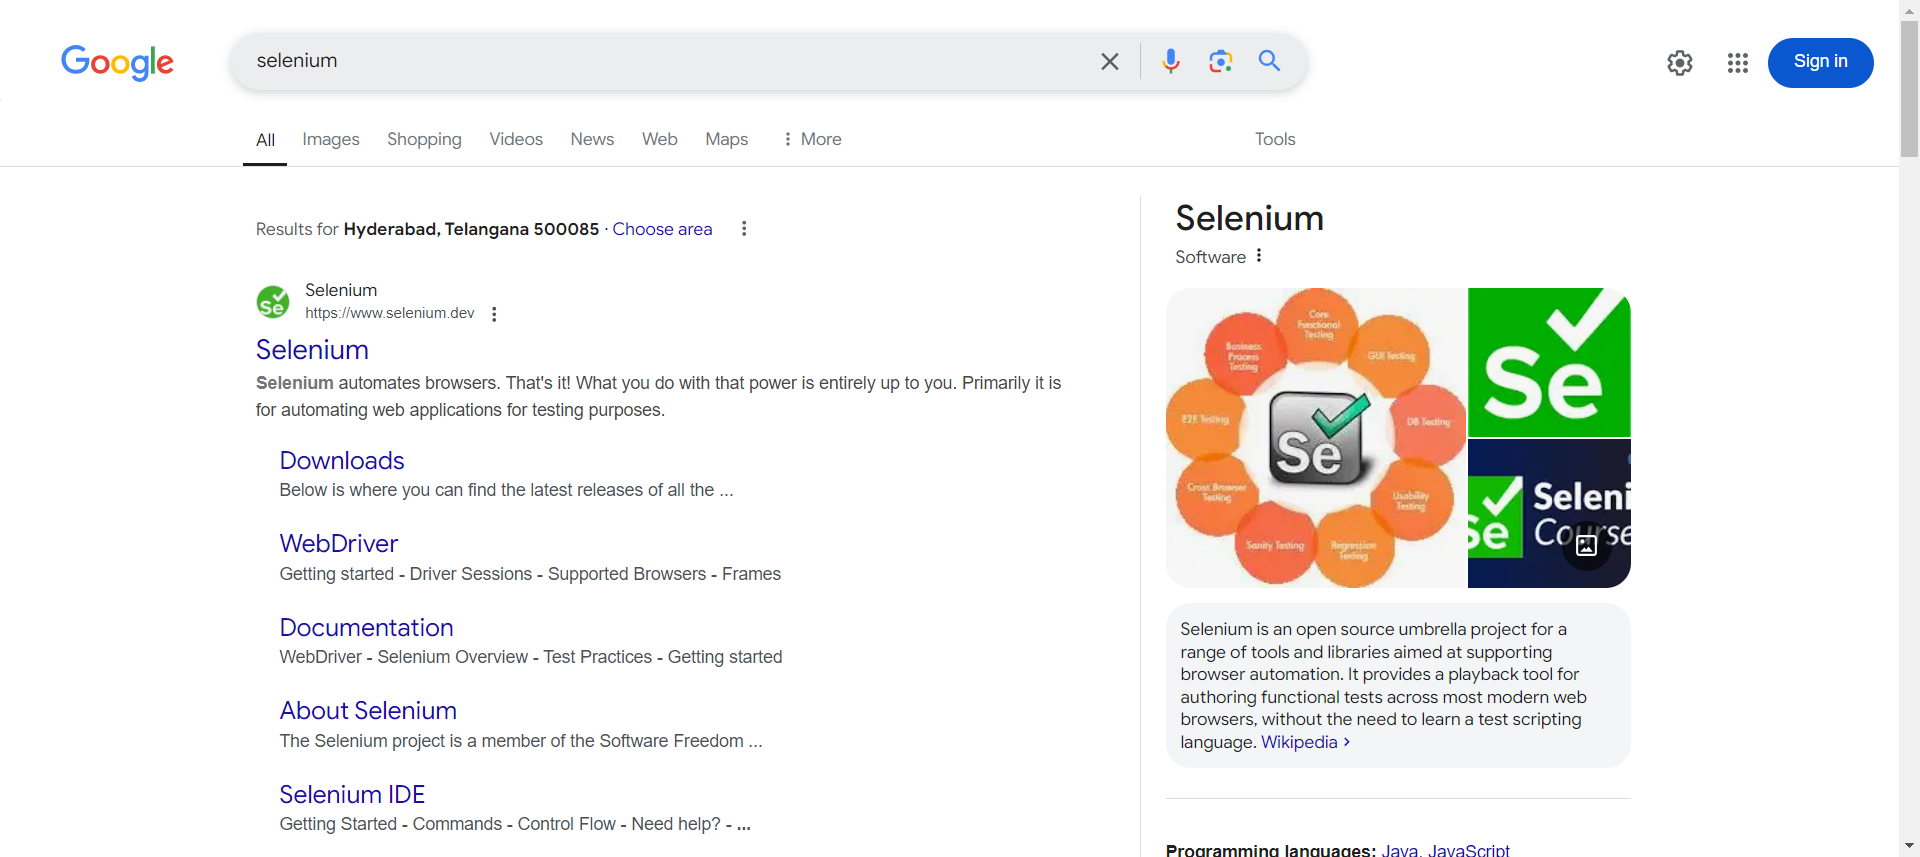 Google
selenium
Sign in
All Images Shopping Videos News Web Maps More Tools
Results for Hyderabad, Telangana 500085 · Choose area
Selenium
https://www.selenium.dev
Selenium
Selenium automates browsers. That's it! What you do with that power is entirely up to you. Primarily it is
for automating web applications for testing purposes.
Downloads
Below is where you can find the latest releases of all the ...
WebDriver
Getting started - Driver Sessions - Supported Browsers - Frames
Documentation
WebDriver - Selenium Overview - Test Practices - Getting started
About Selenium
The Selenium project is a member of the Software Freedom ...
Selenium IDE
Getting Started - Commands - Control Flow - Need help? - ...
Selenium
Software
Core
Functional
Testing
GUI Testing
DB Testing
Usability
Testing
Regression
Testing
Sanity Testing
Cross Browser
Testing
E2E Testing
Business
Process
Testing
Se
Se
Se
Seleni
Course
Selenium is an open source umbrella project for a
range of tools and libraries aimed at supporting
browser automation. It provides a playback tool for
authoring functional tests across most modern web
browsers, without the need to learn a test scripting
language. Wikipedia
Programming languages: Java, JavaScript